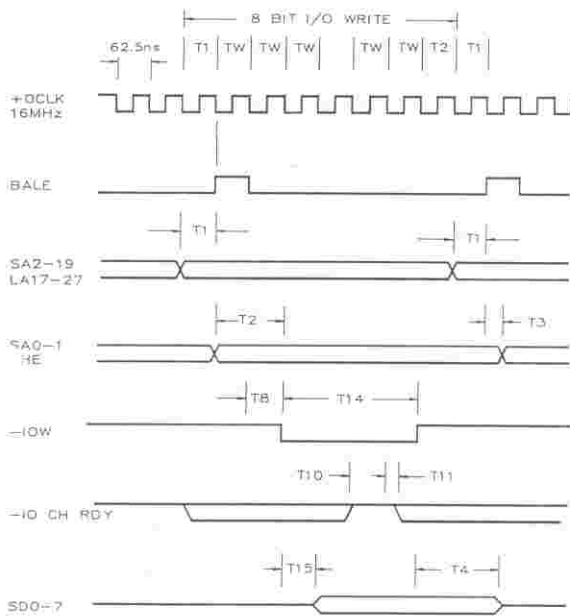 8 BIT I/O WRITE
62.5ns
T1 TW TW TW TW TW T2 T1
+BCLK
16MHz
BALE
T1 T1
SA2-19
LA17-27
T2 T3
SA0-1
HE
T8 T14
-IOW
T10 T11
-IO CH RDY
T15 T4
SD0-7